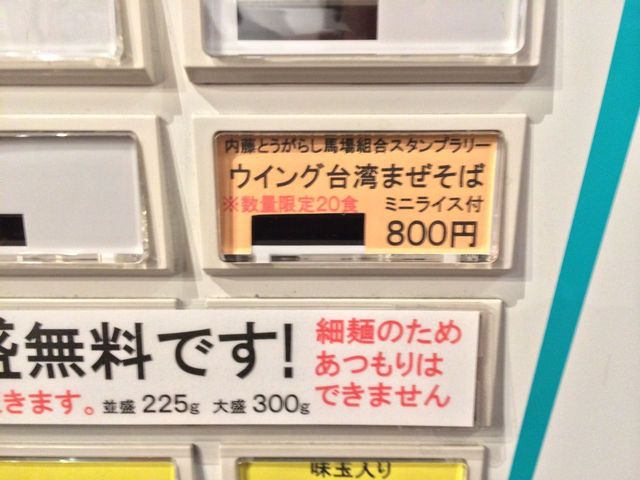 内藤とうがらし馬場組合スタンプラリー
ウイング台湾まぜそば
※数量限定20食 ミニライス付
800円
盛無料です!
細麺のため
あつもりは
できません
きます。並盛 225g 大盛 300g
味玉入り